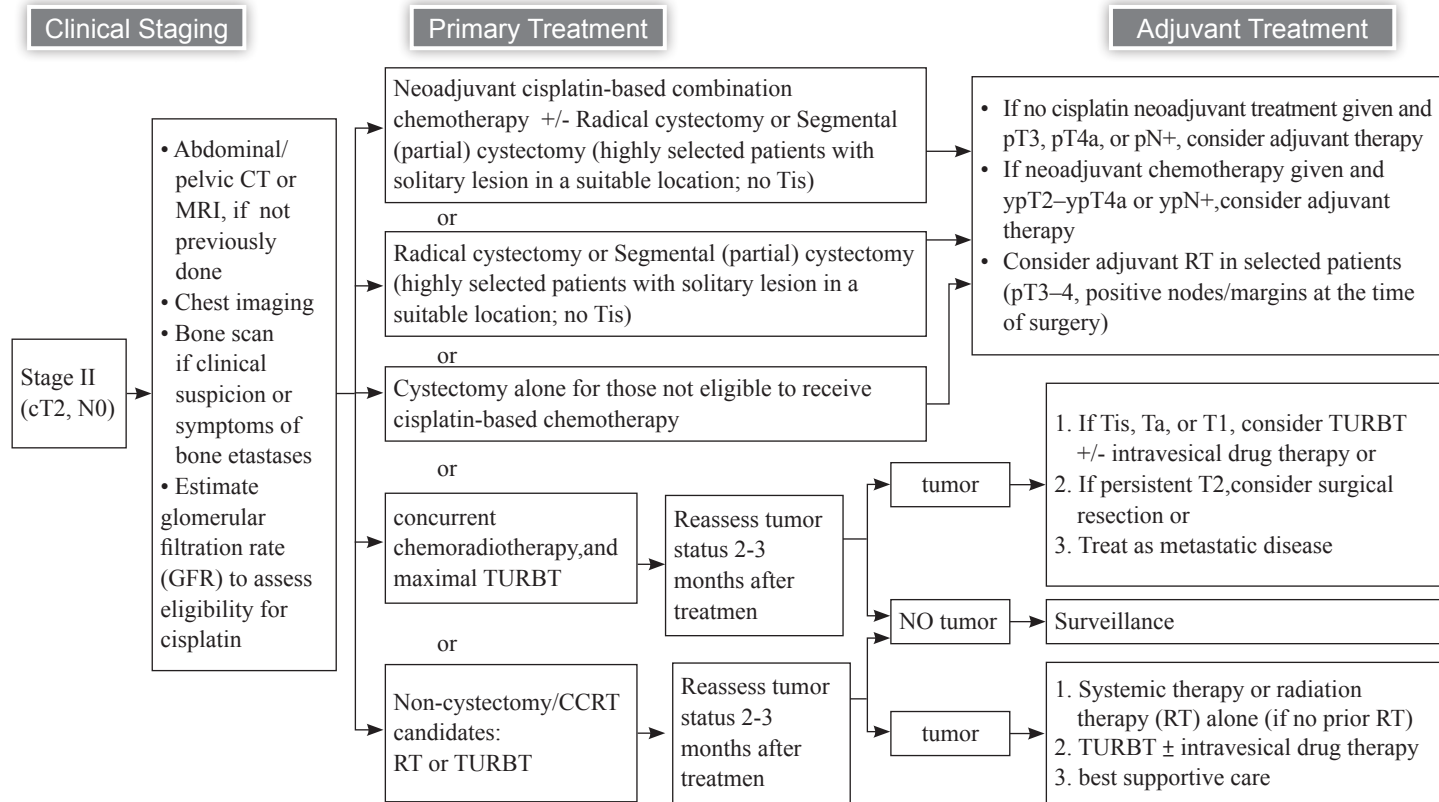 Clinical Staging
Primary Treatment
Adjuvant Treatment
Stage II
(cT2, N0)
• Abdominal/
pelvic CT or
MRI, if not
previously
done
• Chest imaging
• Bone scan
if clinical
suspicion or
symptoms of
bone etastases
• Estimate
glomerular
filtration rate
(GFR) to assess
eligibility for
cisplatin
Neoadjuvant cisplatin-based combination
chemotherapy +/- Radical cystectomy or Segmental
(partial) cystectomy (highly selected patients with
solitary lesion in a suitable location; no Tis)
or
Radical cystectomy or Segmental (partial) cystectomy
(highly selected patients with solitary lesion in a
suitable location; no Tis)
or
Cystectomy alone for those not eligible to receive
cisplatin-based chemotherapy
or
concurrent
chemoradiotherapy,and
maximal TURBT
or
Non-cystectomy/CCRT
candidates:
RT or TURBT
Reassess tumor
status 2-3
months after
treatmen
Reassess tumor
status 2-3
months after
treatmen
tumor
NO tumor
tumor
• If no cisplatin neoadjuvant treatment given and
pT3, pT4a, or pN+, consider adjuvant therapy
• If neoadjuvant chemotherapy given and
ypT2–ypT4a or ypN+,consider adjuvant
therapy
• Consider adjuvant RT in selected patients
(pT3–4, positive nodes/margins at the time
of surgery)
1. If Tis, Ta, or T1, consider TURBT
+/- intravesical drug therapy or
2. If persistent T2,consider surgical
resection or
3. Treat as metastatic disease
Surveillance
1. Systemic therapy or radiation
therapy (RT) alone (if no prior RT)
2. TURBT ± intravesical drug therapy
3. best supportive care